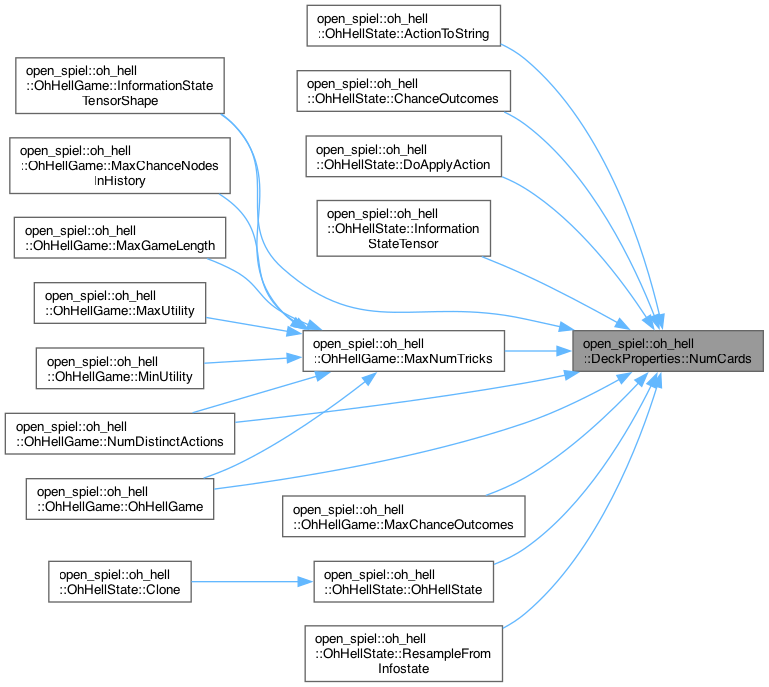 open_spiel::oh_hell
::OhHellState::ActionToString
open_spiel::oh_hell
::OhHellGame::InformationState
TensorShape
open_spiel::oh_hell
::OhHellState::ChanceOutcomes
open_spiel::oh_hell
::OhHellGame::MaxChanceNodes
InHistory
open_spiel::oh_hell
::OhHellState::DoApplyAction
open_spiel::oh_hell
::OhHellState::Information
StateTensor
open_spiel::oh_hell
::OhHellGame::MaxGameLength
open_spiel::oh_hell
::OhHellGame::MaxUtility
open_spiel::oh_hell
::OhHellGame::MaxNumTricks
open_spiel::oh_hell
::DeckProperties::NumCards
open_spiel::oh_hell
::OhHellGame::MinUtility
open_spiel::oh_hell
::OhHellGame::NumDistinctActions
open_spiel::oh_hell
::OhHellGame::OhHellGame
open_spiel::oh_hell
::OhHellGame::MaxChanceOutcomes
open_spiel::oh_hell
::OhHellState::Clone
open_spiel::oh_hell
::OhHellState::OhHellState
open_spiel::oh_hell
::OhHellState::ResampleFrom
Infostate